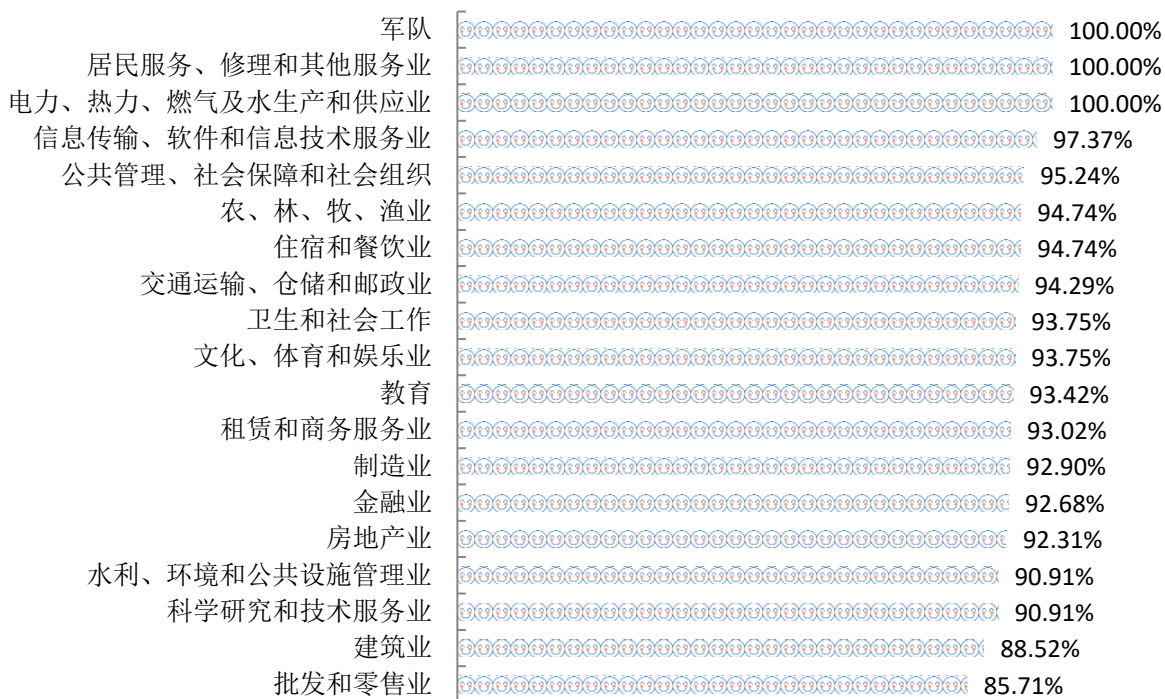 军队 100.00%
居民服务、修理和其他服务业 100.00%
电力、热力、燃气及水生产和供应业 100.00%
信息传输、软件和信息技术服务业 97.37%
公共管理、社会保障和社会组织 95.24%
农、林、牧、渔业 94.74%
住宿和餐饮业 94.74%
交通运输、仓储和邮政业 94.29%
卫生和社会工作 93.75%
文化、体育和娱乐业 93.75%
教育 93.42%
租赁和商务服务业 93.02%
制造业 92.90%
金融业 92.68%
房地产业 92.31%
水利、环境和公共设施管理业 90.91%
科学研究和技术服务业 90.91%
建筑业 88.52%
批发和零售业 85.71%